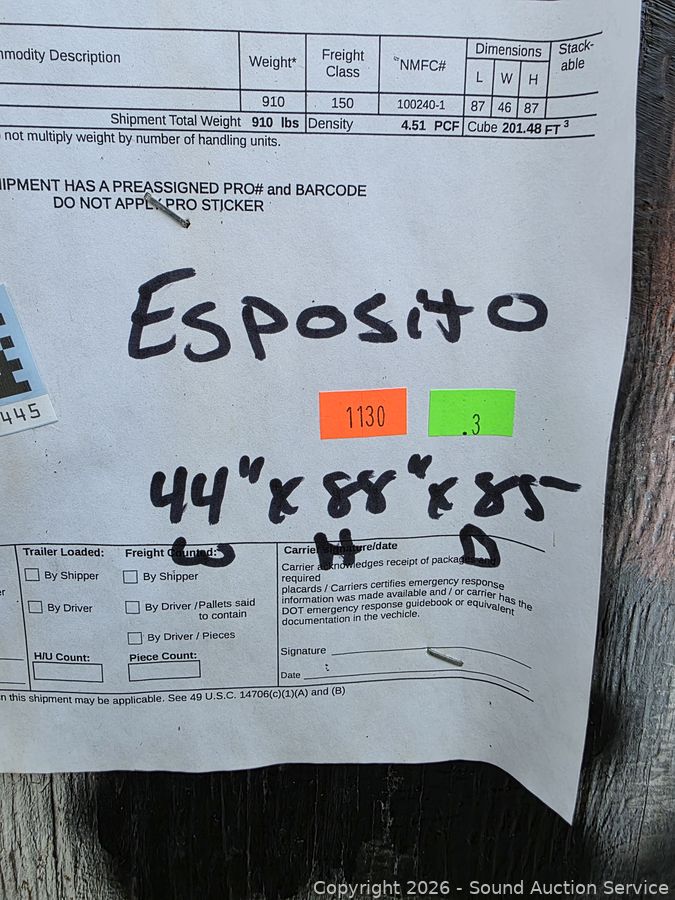 mmodity Description
Weight*
Freight Class
NMFC#
Dimensions
Stack-able
L W H
910 150 100240-1 87 46 87
Shipment Total Weight 910 lbs Density 4.51 PCF Cube 201.48 FT3
not multiply weight by number of handling units.
IPMENT HAS A PREASSIGNED PRO# and BARCODE
DO NOT APPLY PRO STICKER
Esposito
1130 .3
445
44" x 88" x 85
W H D
Trailer Loaded: Freight Counted: Carrier Signature/date
By Shipper By Shipper Carrier acknowledges receipt of packages and
required
placards / Carriers certifies emergency response
By Driver By Driver / Pallets said information was made available and / or carrier has the
to contain DOT emergency response guidebook or equivalent
documentation in the vechicle.
By Driver / Pieces
H/U Count: Piece Count: Signature
Date
n this shipment may be applicable. See 49 U.S.C. 14706(c)(1)(A) and (B)
Copyright 2026 - Sound Auction Service